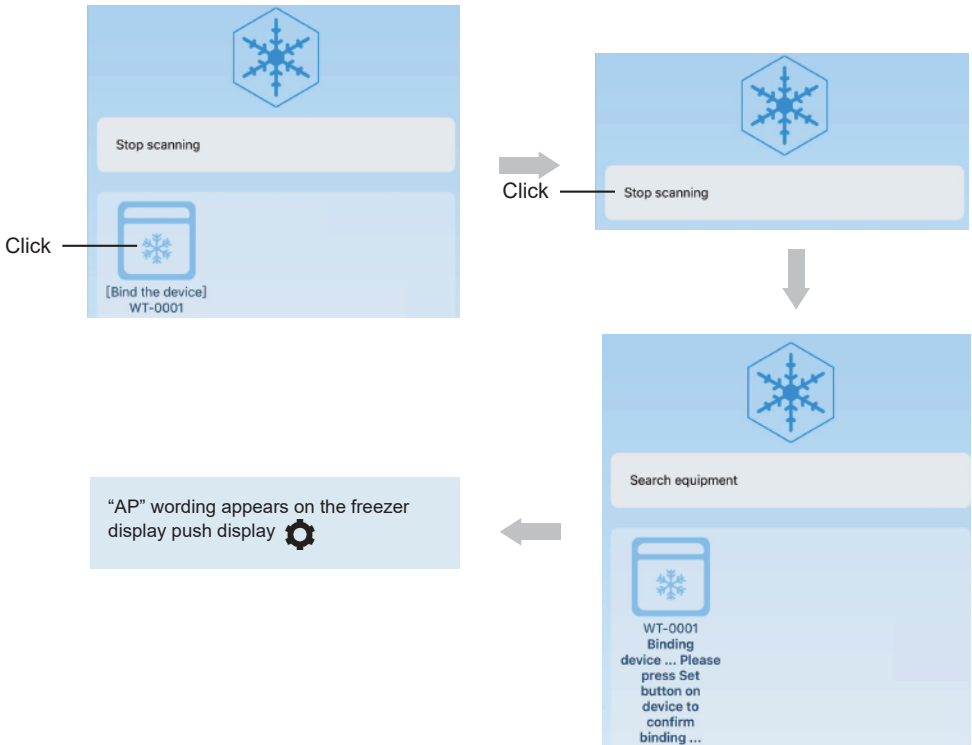 Stop scanning
Click
[Bind the device]
WT-0001
Click
Stop scanning
Search equipment
WT-0001
Binding
device ... Please
press Set
button on
device to
confirm
binding ...
“AP” wording appears on the freezer
display push display